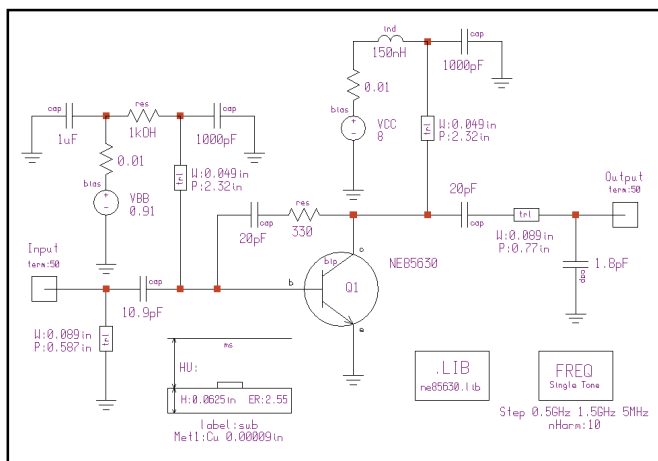 ind
150nH
cap
1000pF
0.01
bias
VCC
8
trl
W:0.049in
P:2.32in
cap
1uF
res
1kOH
cap
1000pF
0.01
bias
VBB
0.91
trl
W:0.049in
P:2.32in
cap
20pF
res
330
20pF
cap
trl
W:0.089in
P:0.77in
Output
term:50
1.8pF
cap
Input
term:50
cap
10.9pF
trl
W:0.089in
P:0.587in
b
bip
c
e
Q1
NE85630
ms
HU:
H:0.0625in ER:2.55
label:sub
Met1:Cu 0.00009in
.LIB
ne85630.lib
FREQ
Single Tone
Step 0.5GHz 1.5GHz 5MHz
nHarm:10